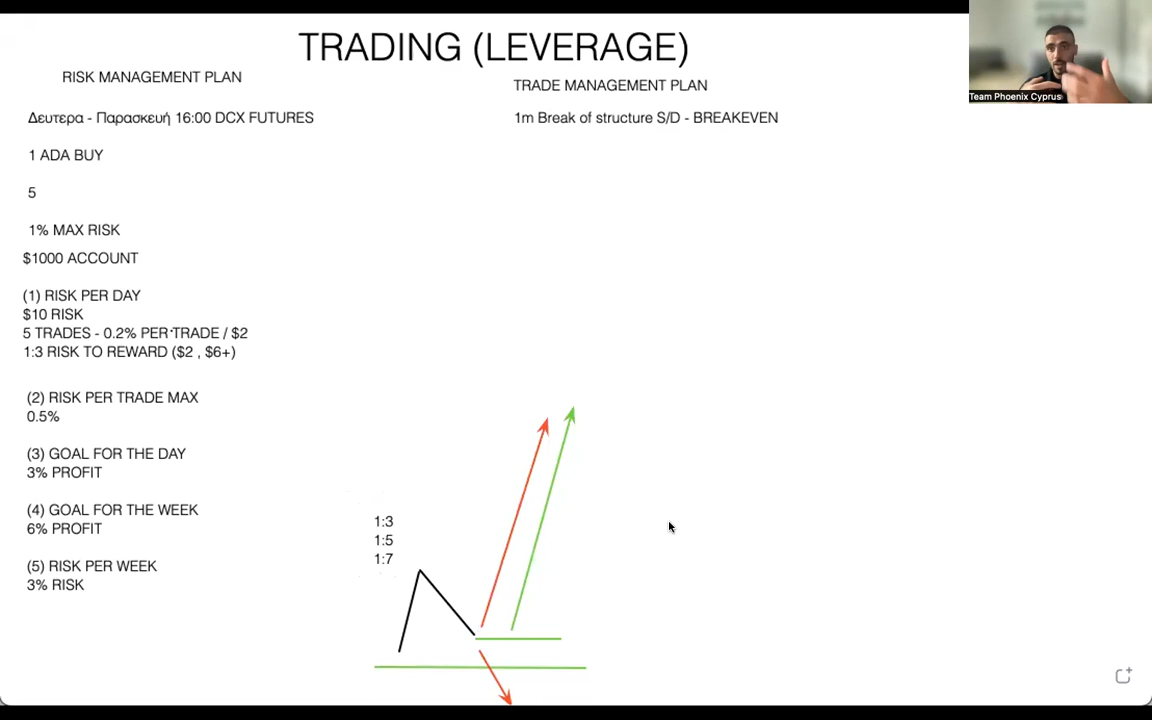 TRADING (LEVERAGE)
RISK MANAGEMENT PLAN
Δευτερα - Παρασκευή 16:00 DCX FUTURES
1 ADA BUY
5
1% MAX RISK
$1000 ACCOUNT
(1) RISK PER DAY
$10 RISK
5 TRADES - 0.2% PER TRADE / $2
1:3 RISK TO REWARD ($2 , $6+)
(2) RISK PER TRADE MAX
0.5%
(3) GOAL FOR THE DAY
3% PROFIT
(4) GOAL FOR THE WEEK
6% PROFIT
(5) RISK PER WEEK
3% RISK
TRADE MANAGEMENT PLAN
1m Break of structure S/D - BREAKEVEN
1:3
1:5
1:7
Team Phoenix Cyprus